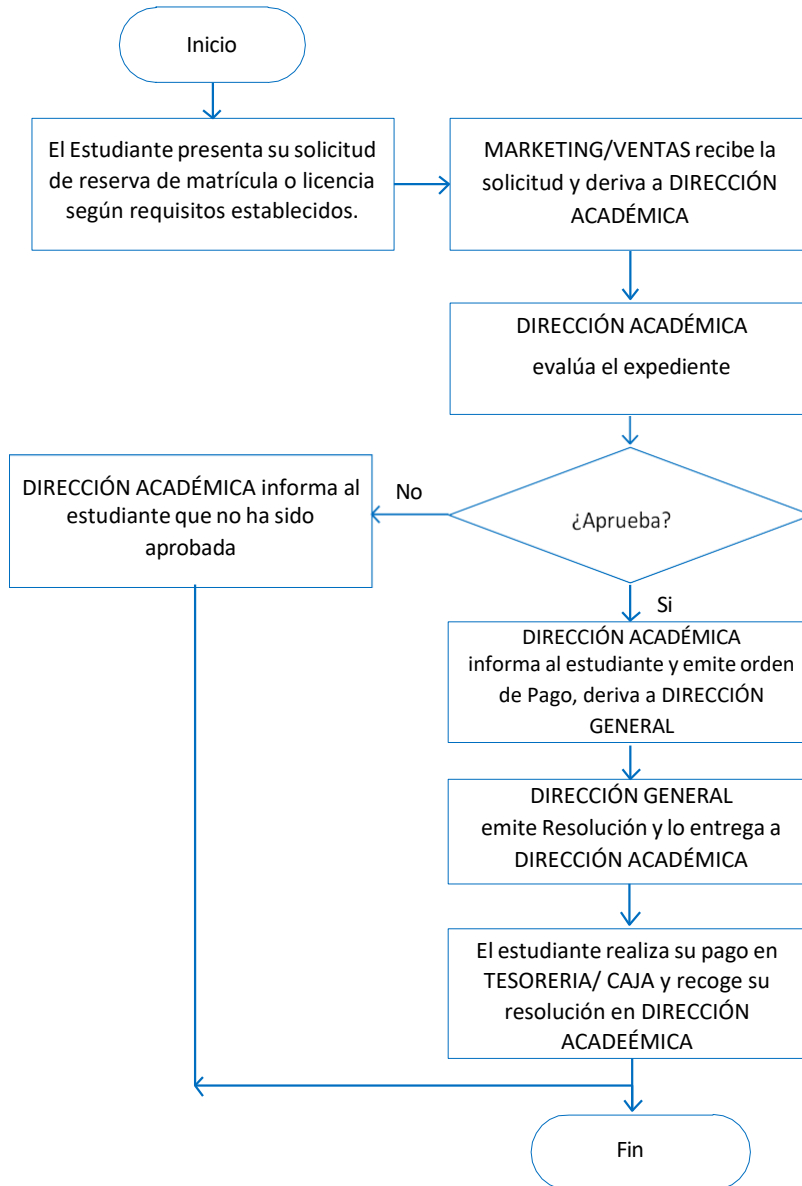 Inicio
El Estudiante presenta su solicitud
de reserva de matrícula o licencia
según requisitos establecidos.
MARKETING/VENTAS recibe la
solicitud y deriva a DIRECCIÓN
ACADÉMICA
DIRECCIÓN ACADÉMICA
evalúa el expediente
¿Aprueba?
No
DIRECCIÓN ACADÉMICA informa al
estudiante que no ha sido
aprobada
Si
DIRECCIÓN ACADÉMICA
informa al estudiante y emite orden
de Pago, deriva a DIRECCIÓN
GENERAL
DIRECCIÓN GENERAL
emite Resolución y lo entrega a
DIRECCIÓN ACADÉMICA
El estudiante realiza su pago en
TESORERIA/ CAJA y recoge su
resolución en DIRECCIÓN
ACADEÉMICA
Fin